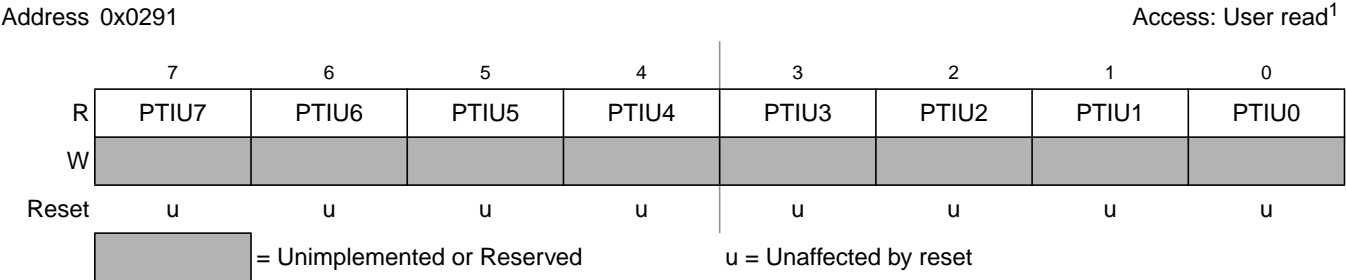 Address 0x0291 Access: User read1
7 6 5 4 3 2 1 0
R PTIU7 PTIU6 PTIU5 PTIU4 PTIU3 PTIU2 PTIU1 PTIU0
W
Reset u u u u u u u u
= Unimplemented or Reserved u = Unaffected by reset